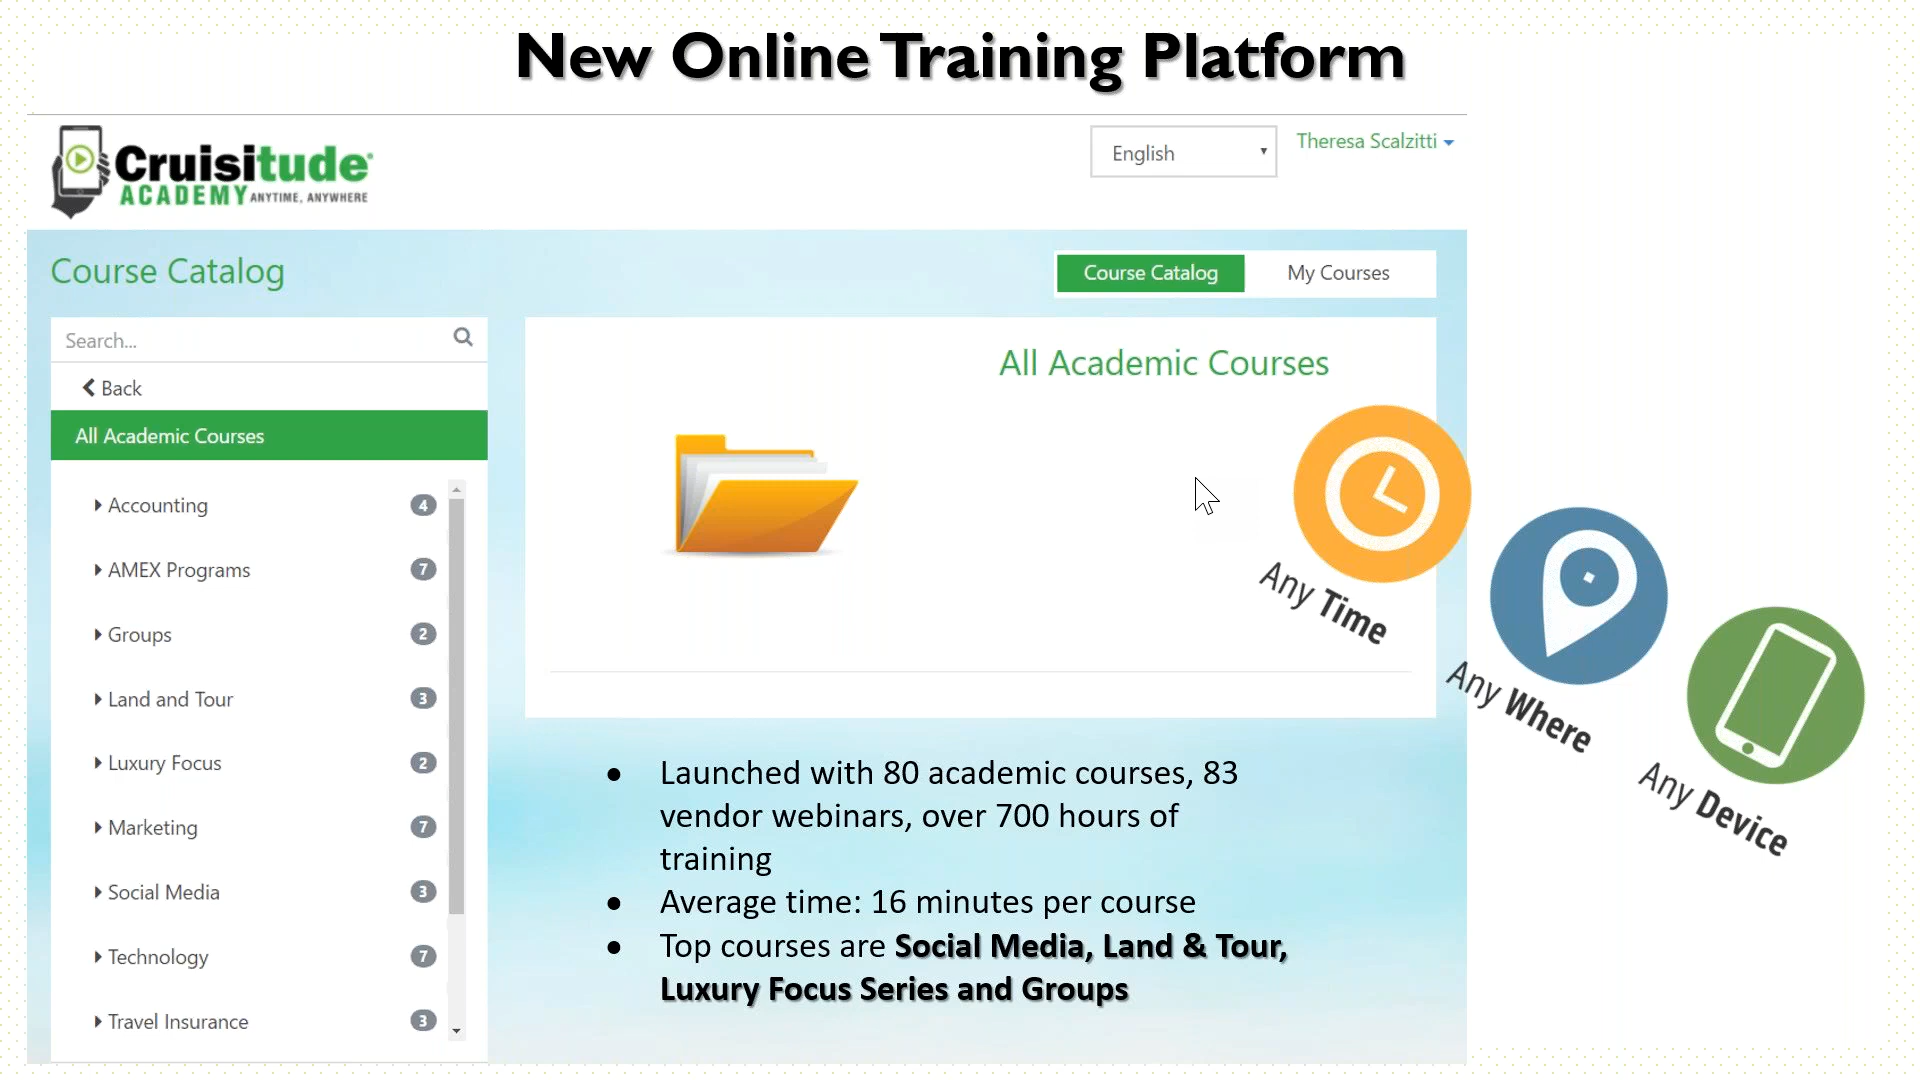 New Online Training Platform
Cruisitude
ACADEMY ANYTIME, ANYWHERE
English
Theresa Scalzitti
Course Catalog
Course Catalog
My Courses
Search...
Back
All Academic Courses
Accounting 4
AMEX Programs 7
Groups 2
Land and Tour 3
Luxury Focus 2
Marketing 7
Social Media 3
Technology 7
Travel Insurance 3
All Academic Courses
Any Time
Any Where
Any Device
• Launched with 80 academic courses, 83
vendor webinars, over 700 hours of
training
• Average time: 16 minutes per course
• Top courses are Social Media, Land & Tour,
Luxury Focus Series and Groups